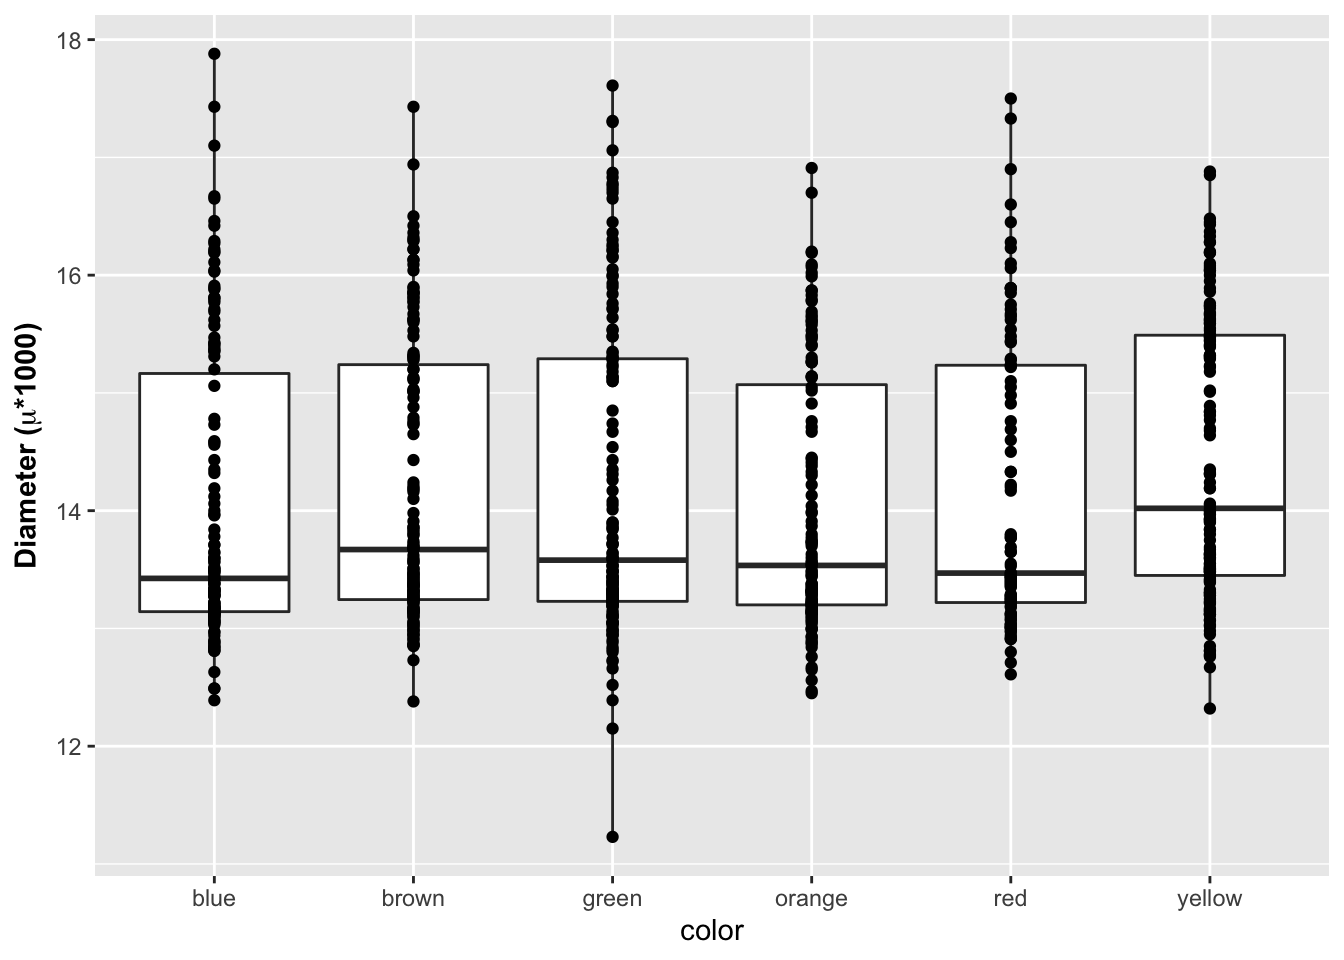 18
16
14
12
Diameter (μ*1000)
blue brown green orange red yellow
color